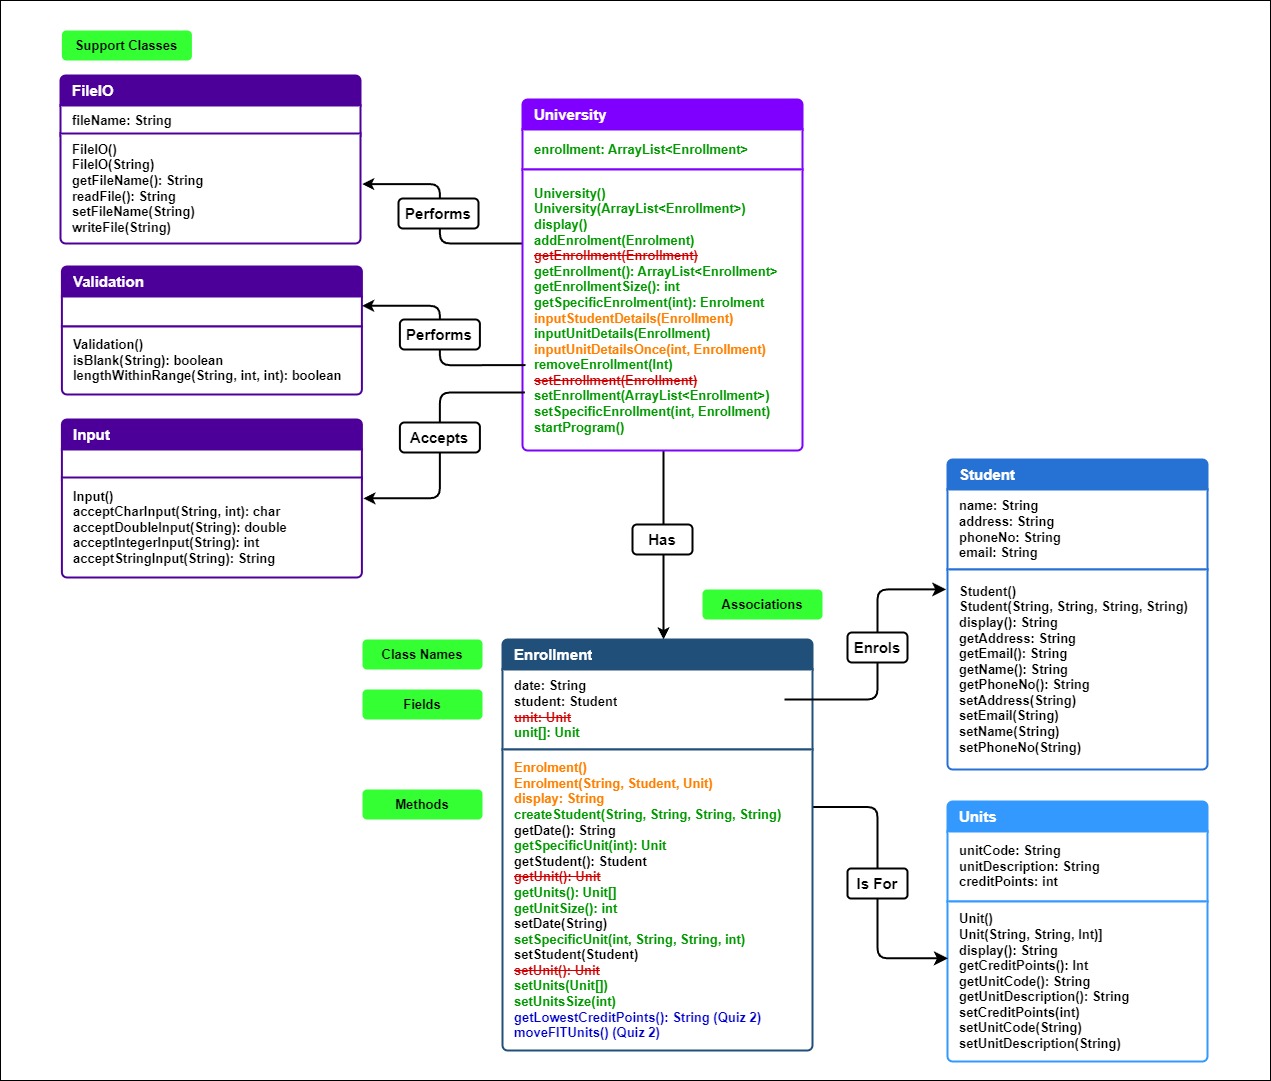 Support Classes
FileIO
fileName: String
FileIO()
FileIO(String)
getFileName(): String
readFile(): String
setFileName(String)
writeFile(String)
Validation
Validation()
isBlank(String): boolean
lengthWithinRange(String, int, int): boolean
Input
Input()
acceptCharInput(String, int): char
acceptDoubleInput(String): double
acceptIntegerInput(String): int
acceptStringInput(String): String
Performs
Performs
Accepts
University
enrollment: ArrayList<Enrollment>
University()
University(ArrayList<Enrollment>)
display()
addEnrolment(Enrolment)
getEnrollment(Enrollment)
getEnrollment(): ArrayList<Enrollment>
getEnrollmentSize(): int
getSpecificEnrolment(int): Enrolment
inputStudentDetails(Enrollment)
inputUnitDetails(Enrollment)
inputUnitDetailsOnce(int, Enrollment)
removeEnrollment(Int)
setEnrollment(Enrollment)
setEnrollment(ArrayList<Enrollment>)
setSpecificEnrollment(int, Enrollment)
startProgram()
Has
Associations
Class Names
Fields
Methods
Enrollment
date: String
student: Student
unit: Unit
unit[]: Unit
Enrolment()
Enrolment(String, Student, Unit)
display: String
createStudent(String, String, String, String)
getDate(): String
getSpecificUnit(int): Unit
getStudent(): Student
getUnit(): Unit
getUnits(): Unit[]
getUnitSize(): int
setDate(String)
setSpecificUnit(int, String, String, int)
setStudent(Student)
setUnit(): Unit
setUnits(Unit[])
setUnitsSize(int)
getLowestCreditPoints(): String (Quiz 2)
moveFITUnits() (Quiz 2)
Enrols
Is For
Student
name: String
address: String
phoneNo: String
email: String
Student()
Student(String, String, String, String)
display(): String
getAddress: String
getEmail(): String
getName(): String
getPhoneNo(): String
setAddress(String)
setEmail(String)
setName(String)
setPhoneNo(String)
Units
unitCode: String
unitDescription: String
creditPoints: int
Unit()
Unit(String, String, Int)]
display(): String
getCreditPoints(): Int
getUnitCode(): String
getUnitDescription(): String
setCreditPoints(int)
setUnitCode(String)
setUnitDescription(String)